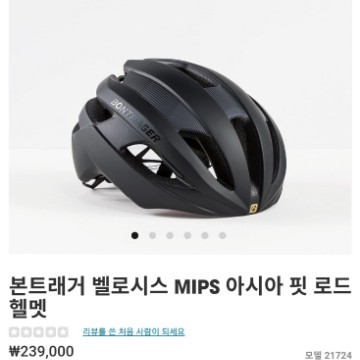 BONTRAGER
본트래거 벨로시스 MIPS 아시아 핏 로드
헬멧
리뷰를 쓴 처음 사람이 되세요
₩239,000
모델 21724